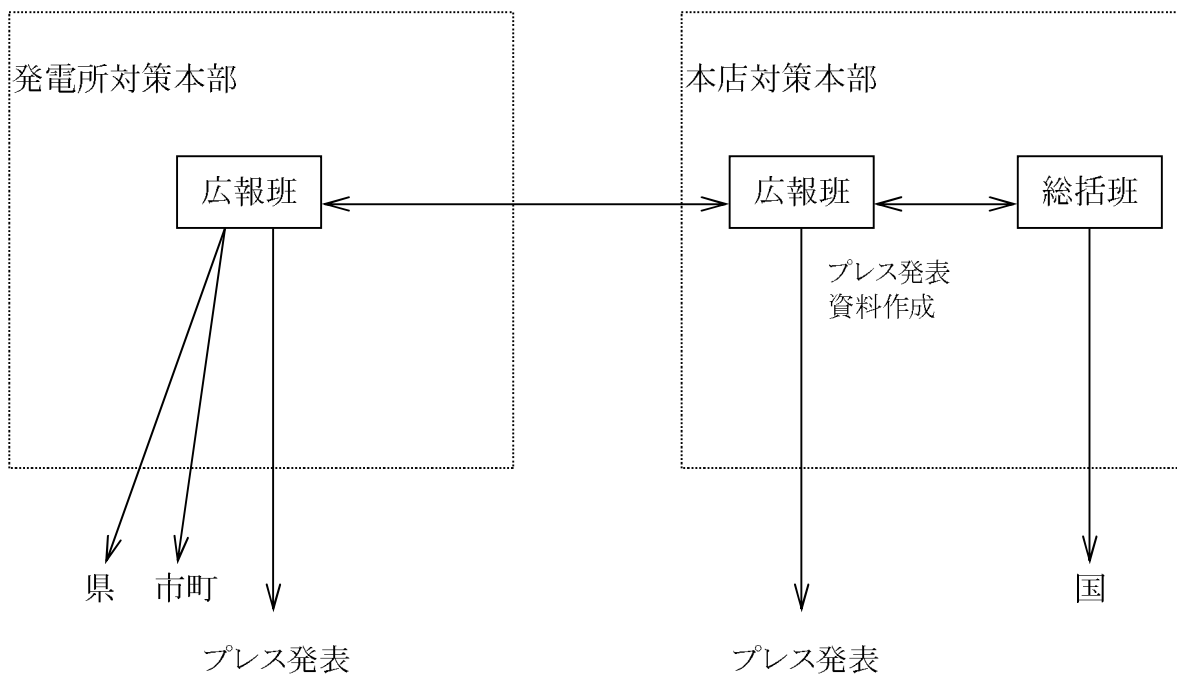 発電所対策本部
本店対策本部
広報班
広報班
総括班
プレス発表
資料作成
県
市町
国
プレス発表
プレス発表